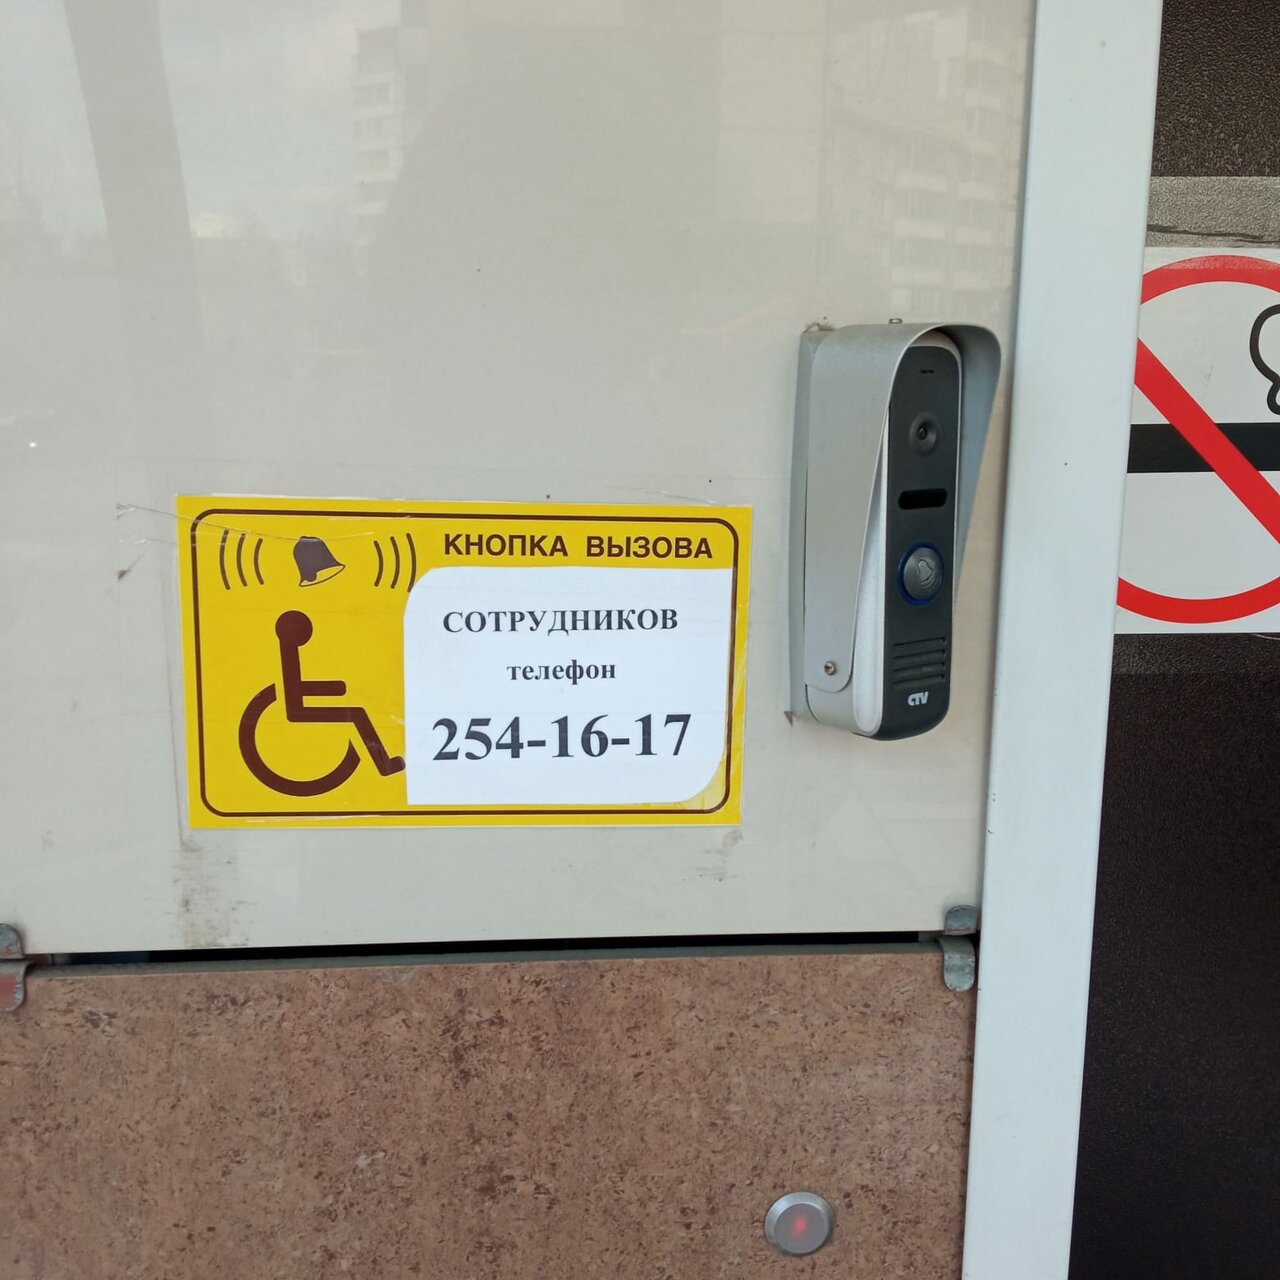 КНОПКА ВЫЗОВА
СОТРУДНИКОВ
телефон
254-16-17
CTV